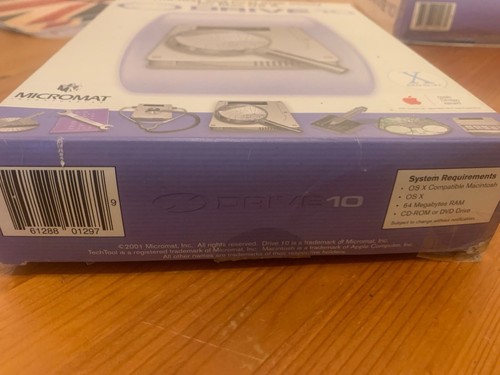 DRIVE 10
MICROMAT
X
61288 01297 9
DRIVE10
System Requirements
• OS X Compatible Macintosh
• OS X
• 64 Megabytes RAM
• CD-ROM or DVD Drive
Subject to change without notification.
©2001 Micromat, Inc. All rights reserved. Drive 10 is a trademark of Micromat, Inc.
TechTool is a registered trademark of Micromat, Inc. Macintosh is a trademark of Apple Computer, Inc.
All other names are trademarks of their respective holders.